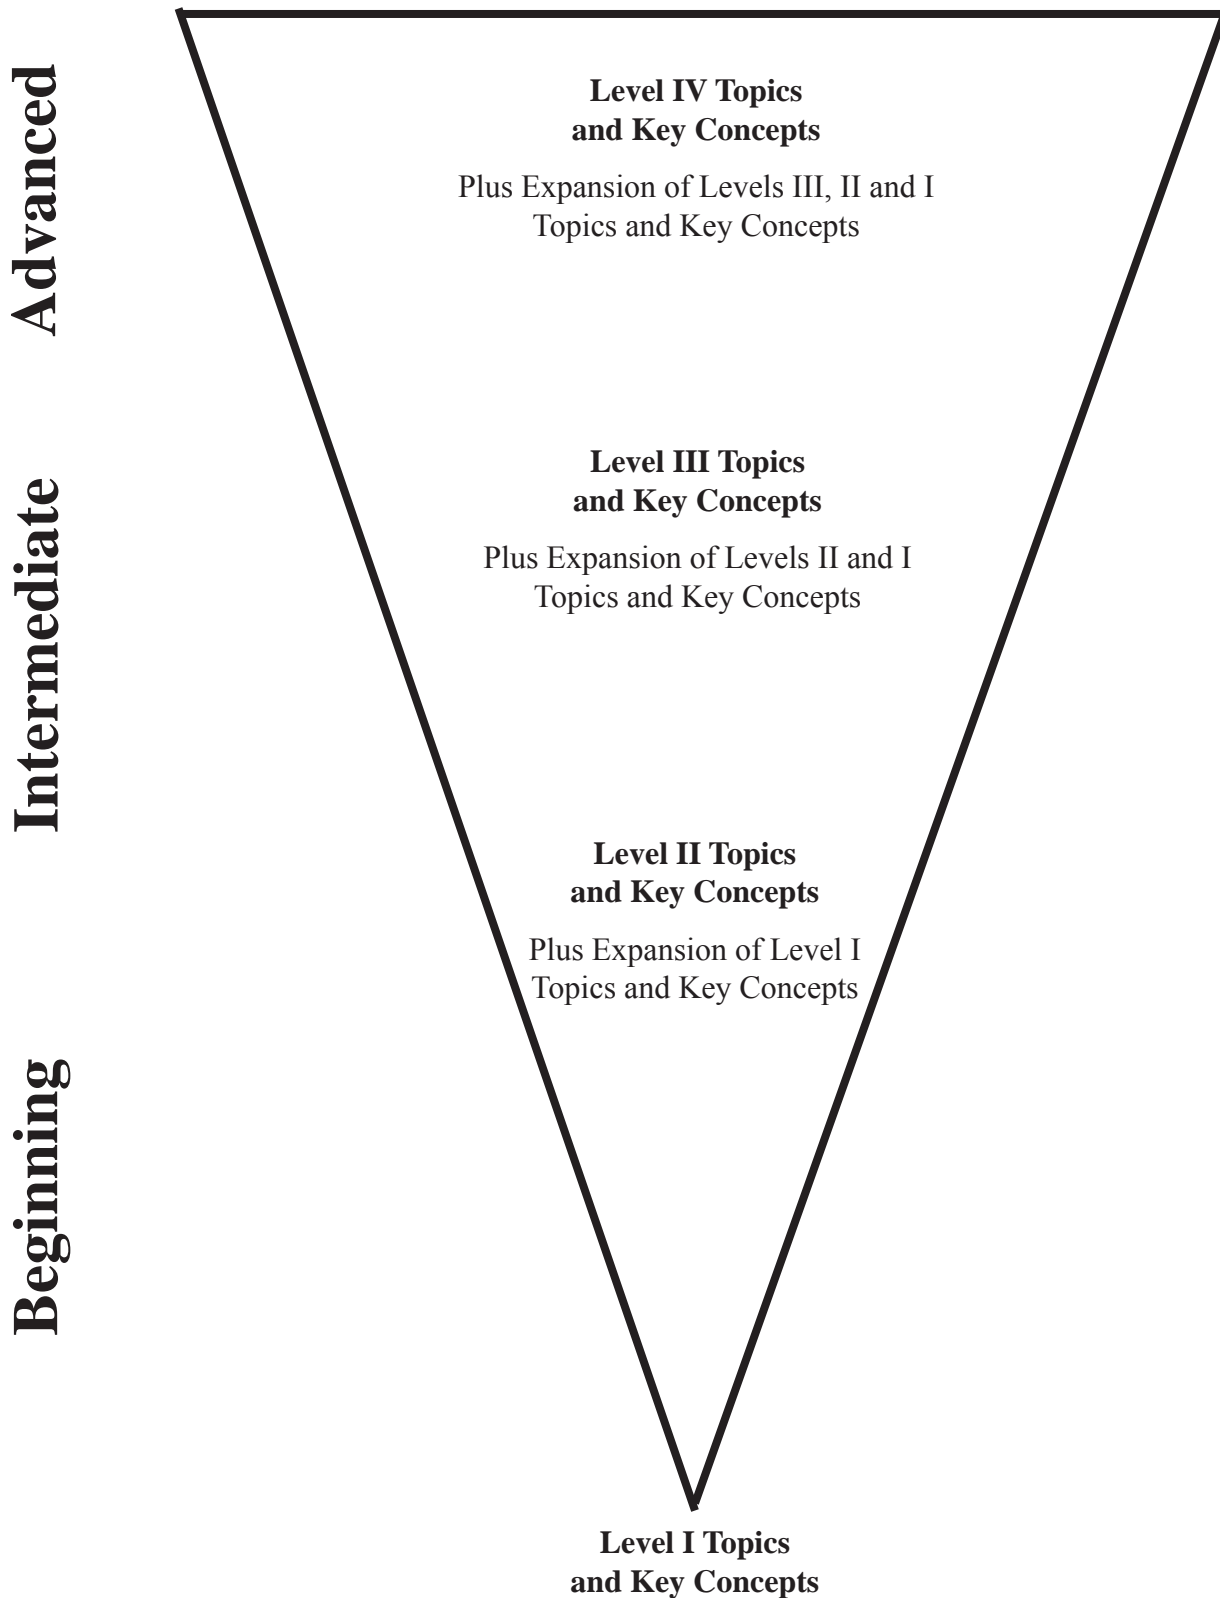 Advanced
Level IV Topics
and Key Concepts
Plus Expansion of Levels III, II and I
Topics and Key Concepts
Intermediate
Level III Topics
and Key Concepts
Plus Expansion of Levels II and I
Topics and Key Concepts
Level II Topics
and Key Concepts
Plus Expansion of Level I
Topics and Key Concepts
Beginning
Level I Topics
and Key Concepts